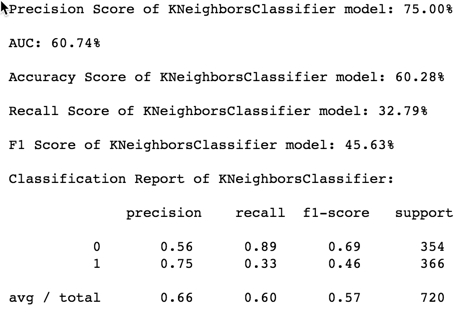 Precision Score of KNeighborsClassifier model: 75.00%
AUC: 60.74%
Accuracy Score of KNeighborsClassifier model: 60.28%
Recall Score of KNeighborsClassifier model: 32.79%
F1 Score of KNeighborsClassifier model: 45.63%
Classification Report of KNeighborsClassifier:
precision recall f1-score support
0 0.56 0.89 0.69 354
1 0.75 0.33 0.46 366
avg / total 0.66 0.60 0.57 720